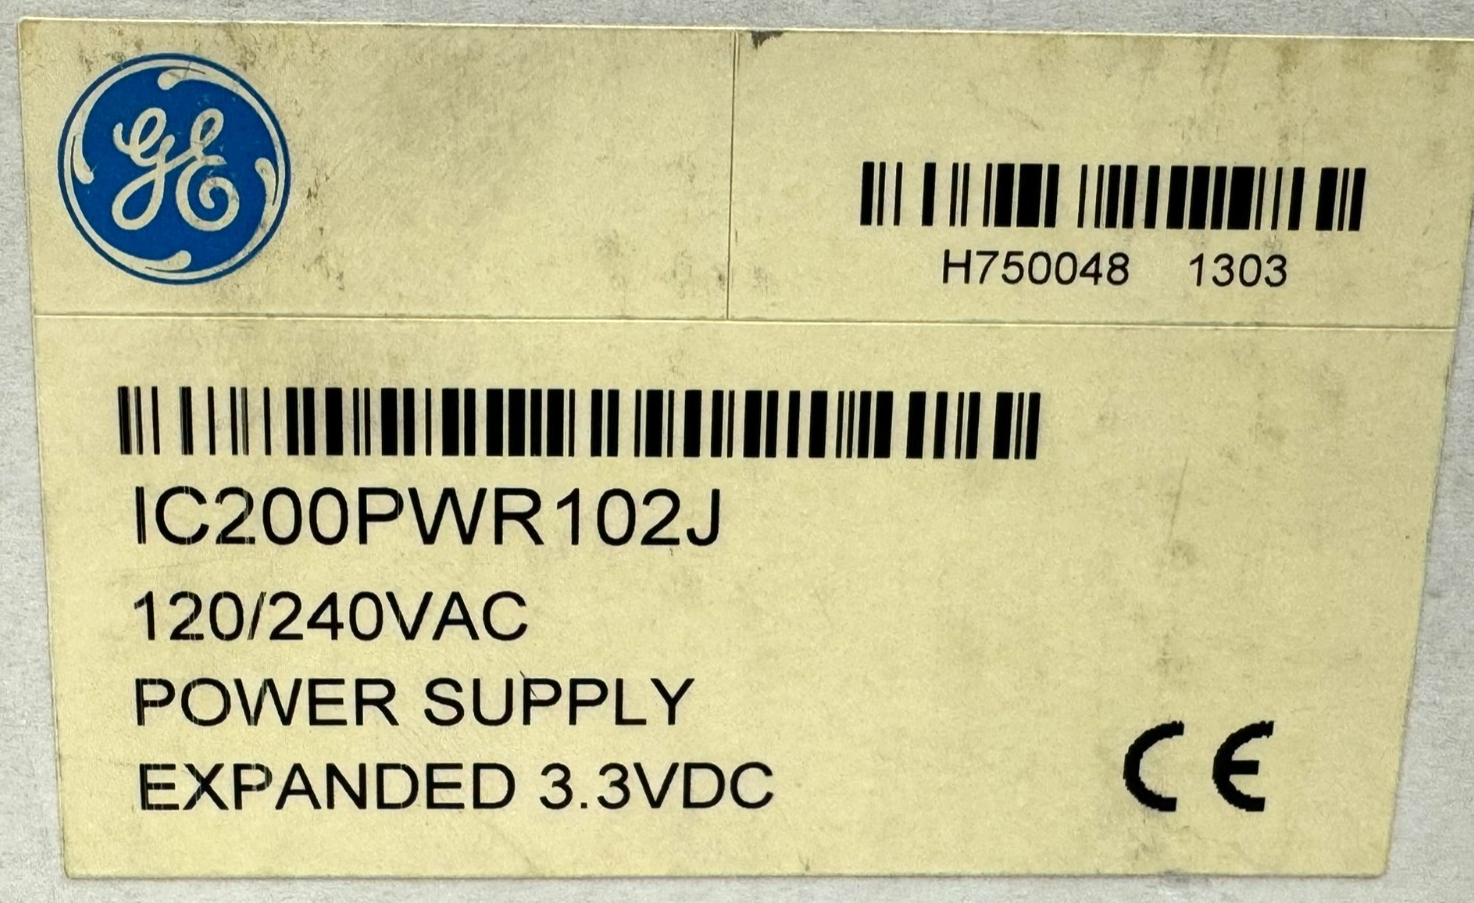 GE
H750048 1303
IC200PWR102J
120/240VAC
POWER SUPPLY
EXPANDED 3.3VDC
CE